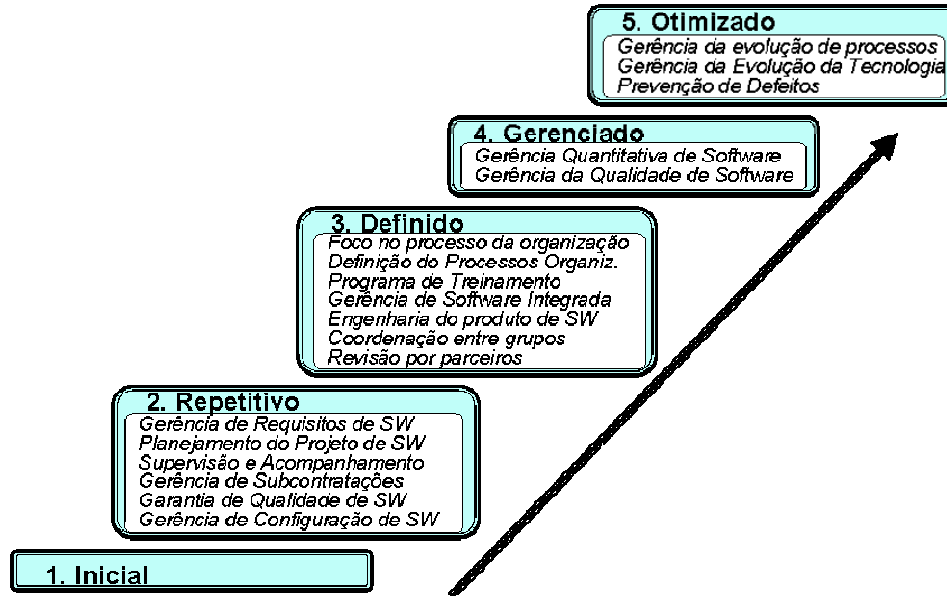 5. Otimizado
Gerência da evolução de processos
Gerência da Evolução da Tecnologia
Prevenção de Defeitos
4. Gerenciado
Gerência Quantitativa de Software
Gerência da Qualidade de Software
3. Definido
Foco no processo da organização
Definição do Processos Organiz.
Programa de Treinamento
Gerência de Software Integrada
Engenharia do produto de SW
Coordenação entre grupos
Revisão por parceiros
2. Repetitivo
Gerência de Requisitos de SW
Planejamento do Projeto de SW
Supervisão e Acompanhamento
Gerência de Subcontratações
Garantia de Qualidade de SW
Gerência de Configuração de SW
1. Inicial